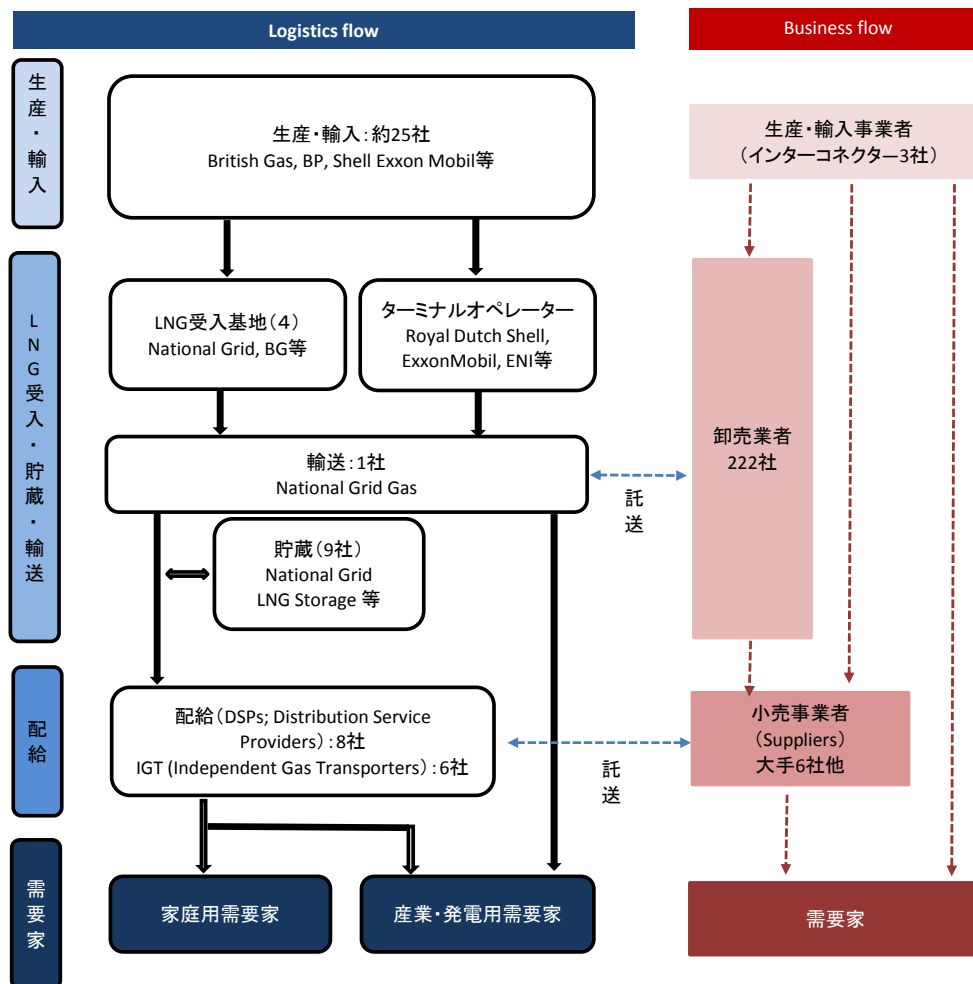 Logistics flow
Business flow
生産・輸入
生産・輸入：約25社
British Gas, BP, Shell Exxon Mobil等
生産・輸入事業者
（インターコネクター3社）
LNG受入・貯蔵・輸送
LNG受入基地（４）
National Grid, BG等
ターミナルオペレーター
Royal Dutch Shell,
ExxonMobil, ENI等
卸売業者
222社
輸送：1社
National Grid Gas
託送
貯蔵（9社）
National Grid
LNG Storage 等
配給
配給（DSPs; Distribution Service
Providers）：8社
IGT (Independent Gas Transporters)：6社
託送
小売事業者
（Suppliers）
大手6社他
需要家
家庭用需要家
産業・発電用需要家
需要家